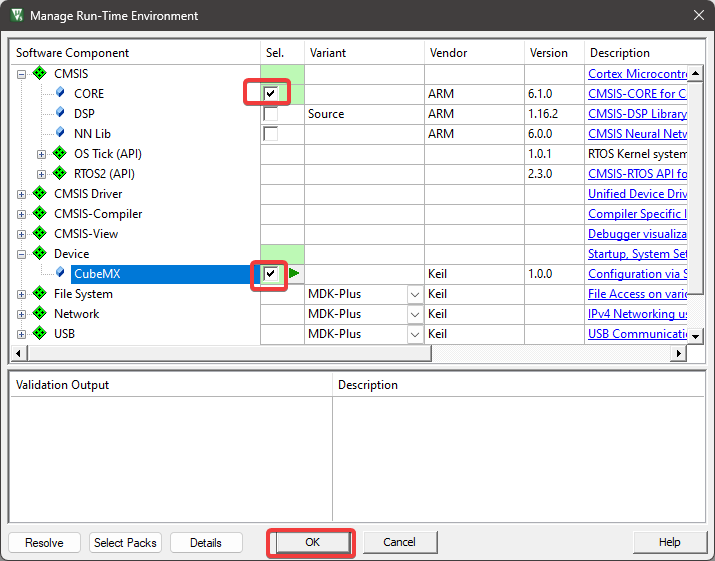 Manage Run-Time Environment
Software Component Sel. Variant Vendor Version Description
CMSIS Cortex Microcontro
CORE ARM 6.1.0 CMSIS-CORE for C
DSP Source ARM 1.16.2 CMSIS-DSP Library
NN Lib ARM 6.0.0 CMSIS Neural Netw
OS Tick (API) 1.0.1 RTOS Kernel system
RTOS2 (API) 2.3.0 CMSIS-RTOS API fo
CMSIS Driver Unified Device Driv
CMSIS-Compiler Compiler Specific I
CMSIS-View Debugger visualiza
Device Startup, System Set
CubeMX Keil 1.0.0 Configuration via S
File System MDK-Plus Keil File Access on vario
Network MDK-Plus Keil IPv4 Networking us
USB MDK-Plus Keil USB Communicatio
Validation Output Description
Resolve Select Packs Details OK Cancel Help